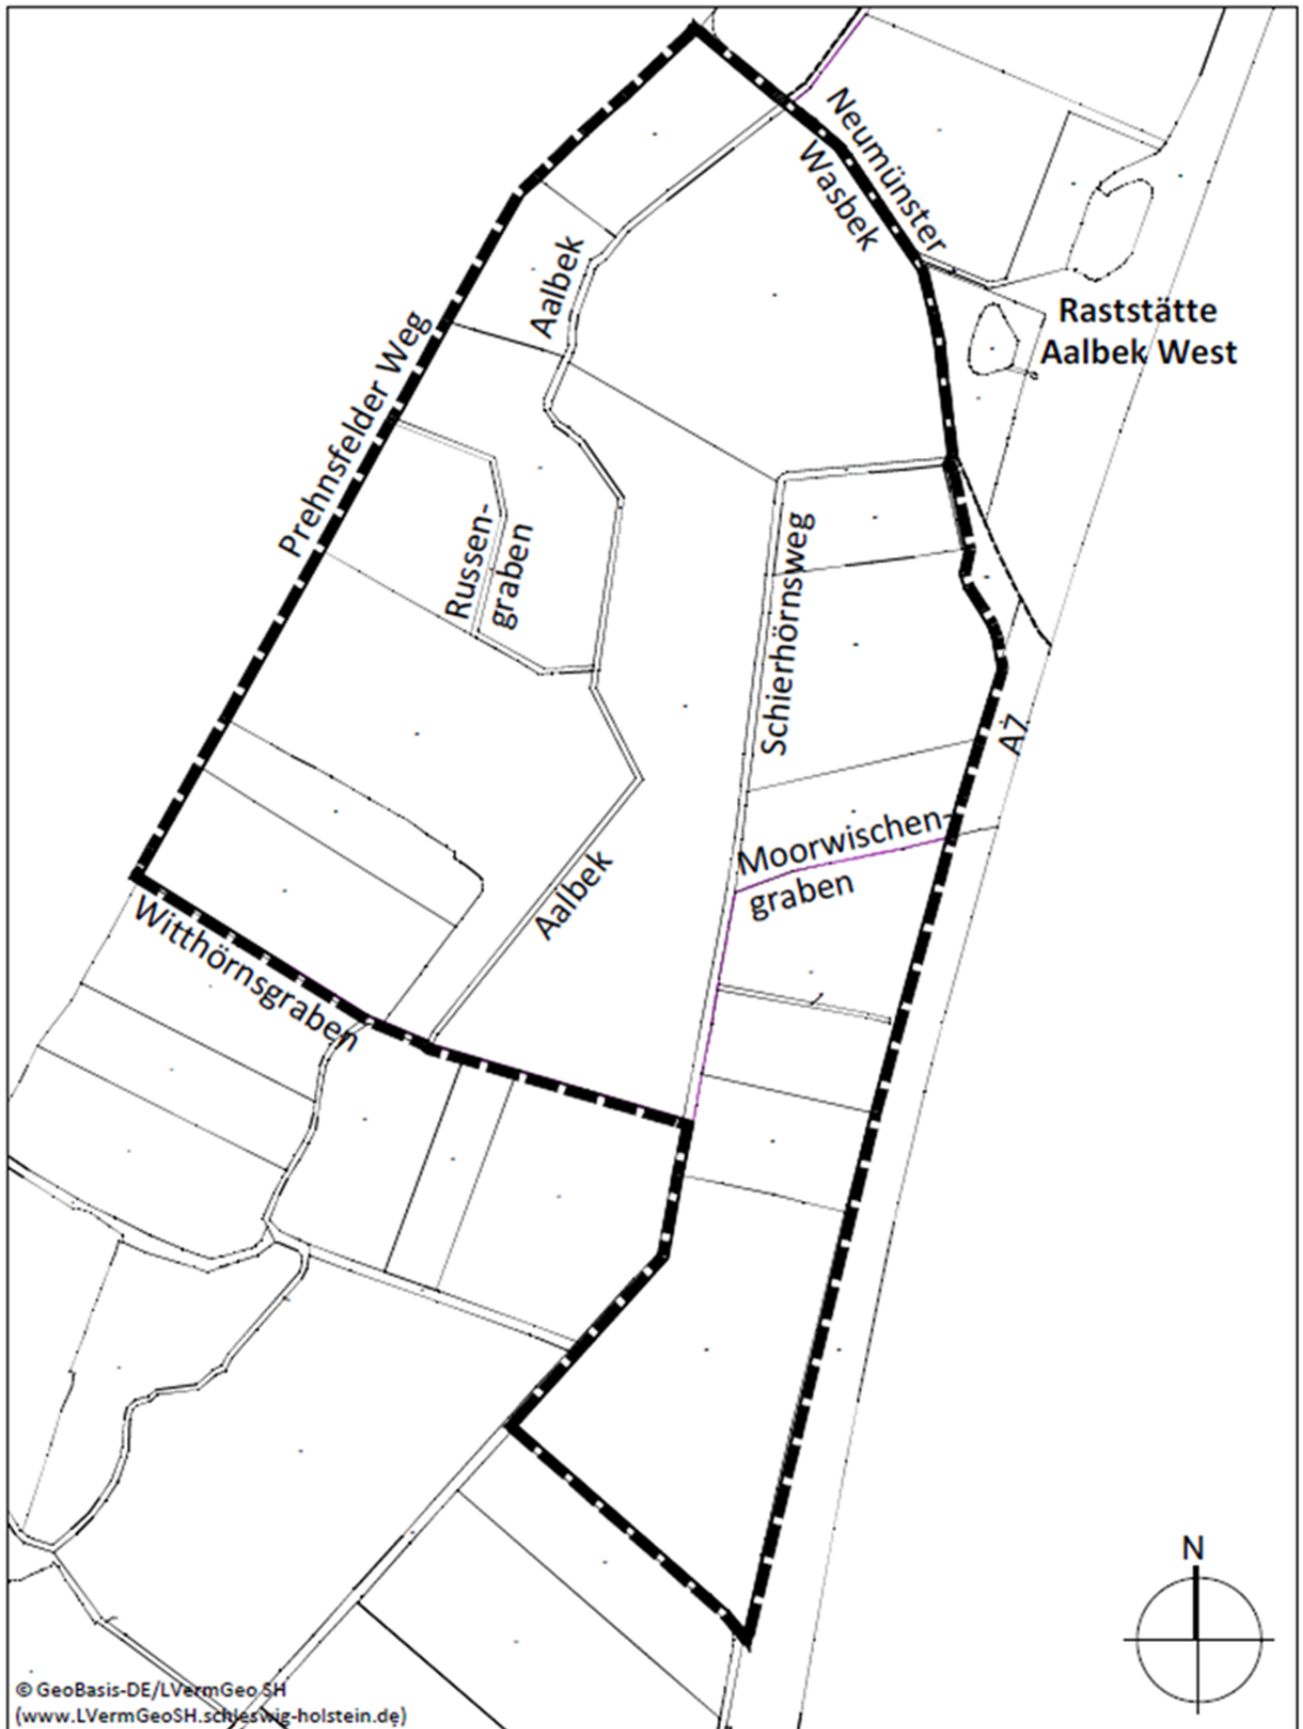 Neumünster
Wasbek
Aalbek
Raststätte
Aalbek West
Prehnsfelder Weg
Russen-
graben
Schierhörnsweg
A7
Moorwischen-
graben
Aalbek
Witthörnsgraben
N
© GeoBasis-DE/LVermGeo SH
(www.LVermGeoSH.schleswig-holstein.de)